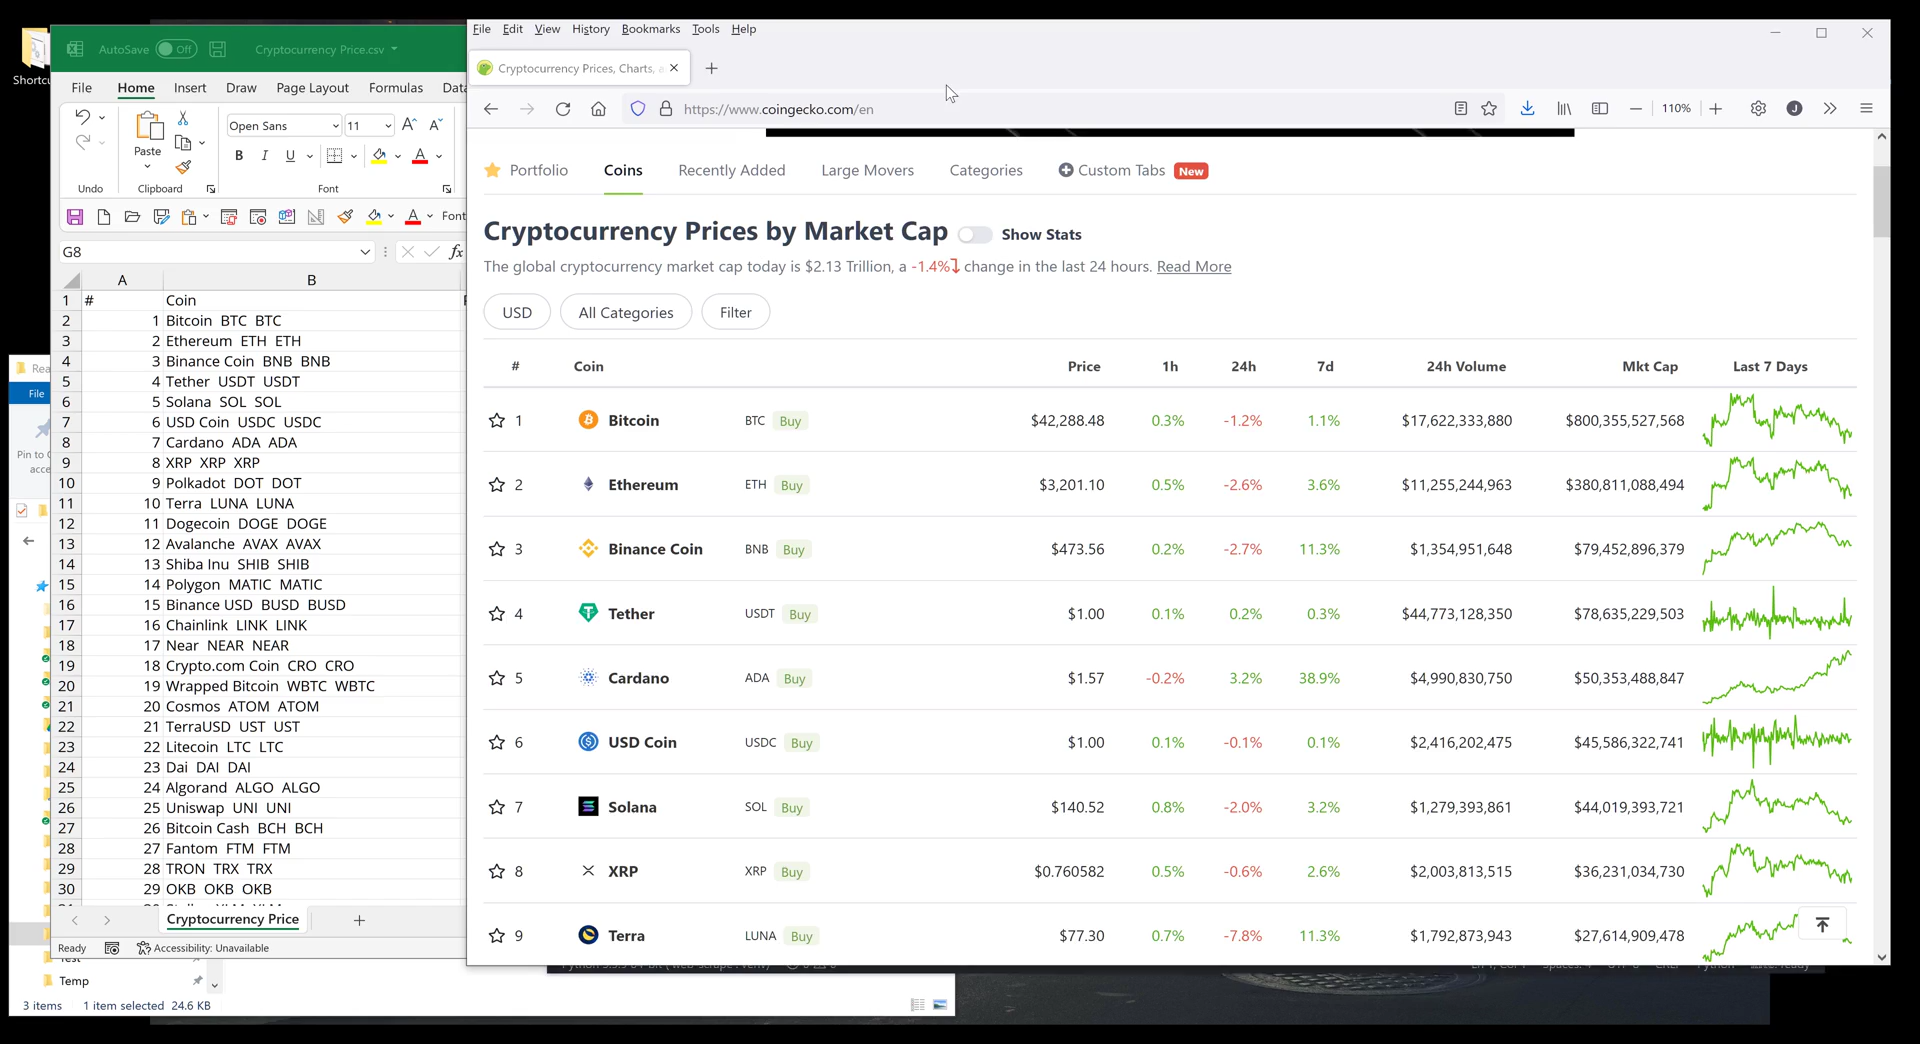 Shortcu
AutoSave Off Cryptocurrency Price.csv
File Home Insert Draw Page Layout Formulas Data
Paste
Open Sans 11
B I U
Undo Clipboard Font
Font
G8 fx
A B
1 # Coin
2 1 Bitcoin BTC BTC
3 2 Ethereum ETH ETH
4 3 Binance Coin BNB BNB
5 4 Tether USDT USDT
6 5 Solana SOL SOL
7 6 USD Coin USDC USDC
8 7 Cardano ADA ADA
9 8 XRP XRP XRP
10 9 Polkadot DOT DOT
11 10 Terra LUNA LUNA
12 11 Dogecoin DOGE DOGE
13 12 Avalanche AVAX AVAX
14 13 Shiba Inu SHIB SHIB
15 14 Polygon MATIC MATIC
16 15 Binance USD BUSD BUSD
17 16 Chainlink LINK LINK
18 17 Near NEAR NEAR
19 18 Crypto.com Coin CRO CRO
20 19 Wrapped Bitcoin WBTC WBTC
21 20 Cosmos ATOM ATOM
22 21 TerraUSD UST UST
23 22 Litecoin LTC LTC
24 23 Dai DAI DAI
25 24 Algorand ALGO ALGO
26 25 Uniswap UNI UNI
27 26 Bitcoin Cash BCH BCH
28 27 Fantom FTM FTM
29 28 TRON TRX TRX
30 29 OKB OKB OKB
Cryptocurrency Price
Ready Accessibility: Unavailable
Rea
File
Pin to
acce
Temp
3 items 1 item selected 24.6 KB
File Edit View History Bookmarks Tools Help
Cryptocurrency Prices, Charts,
https://www.coingecko.com/en 110% J
Portfolio Coins Recently Added Large Movers Categories Custom Tabs New
Cryptocurrency Prices by Market Cap Show Stats
The global cryptocurrency market cap today is $2.13 Trillion, a -1.4% change in the last 24 hours. Read More
USD All Categories Filter
# Coin Price 1h 24h 7d 24h Volume Mkt Cap Last 7 Days
1 Bitcoin BTC Buy $42,288.48 0.3% -1.2% 1.1% $17,622,333,880 $800,355,527,568
2 Ethereum ETH Buy $3,201.10 0.5% -2.6% 3.6% $11,255,244,963 $380,811,088,494
3 Binance Coin BNB Buy $473.56 0.2% -2.7% 11.3% $1,354,951,648 $79,452,896,379
4 Tether USDT Buy $1.00 0.1% 0.2% 0.3% $44,773,128,350 $78,635,229,503
5 Cardano ADA Buy $1.57 -0.2% 3.2% 38.9% $4,990,830,750 $50,353,488,847
6 USD Coin USDC Buy $1.00 0.1% -0.1% 0.1% $2,416,202,475 $45,586,322,741
7 Solana SOL Buy $140.52 0.8% -2.0% 3.2% $1,279,393,861 $44,019,393,721
8 XRP XRP Buy $0.760582 0.5% -0.6% 2.6% $2,003,813,515 $36,231,034,730
9 Terra LUNA Buy $77.30 0.7% -7.8% 11.3% $1,792,873,943 $27,614,909,478